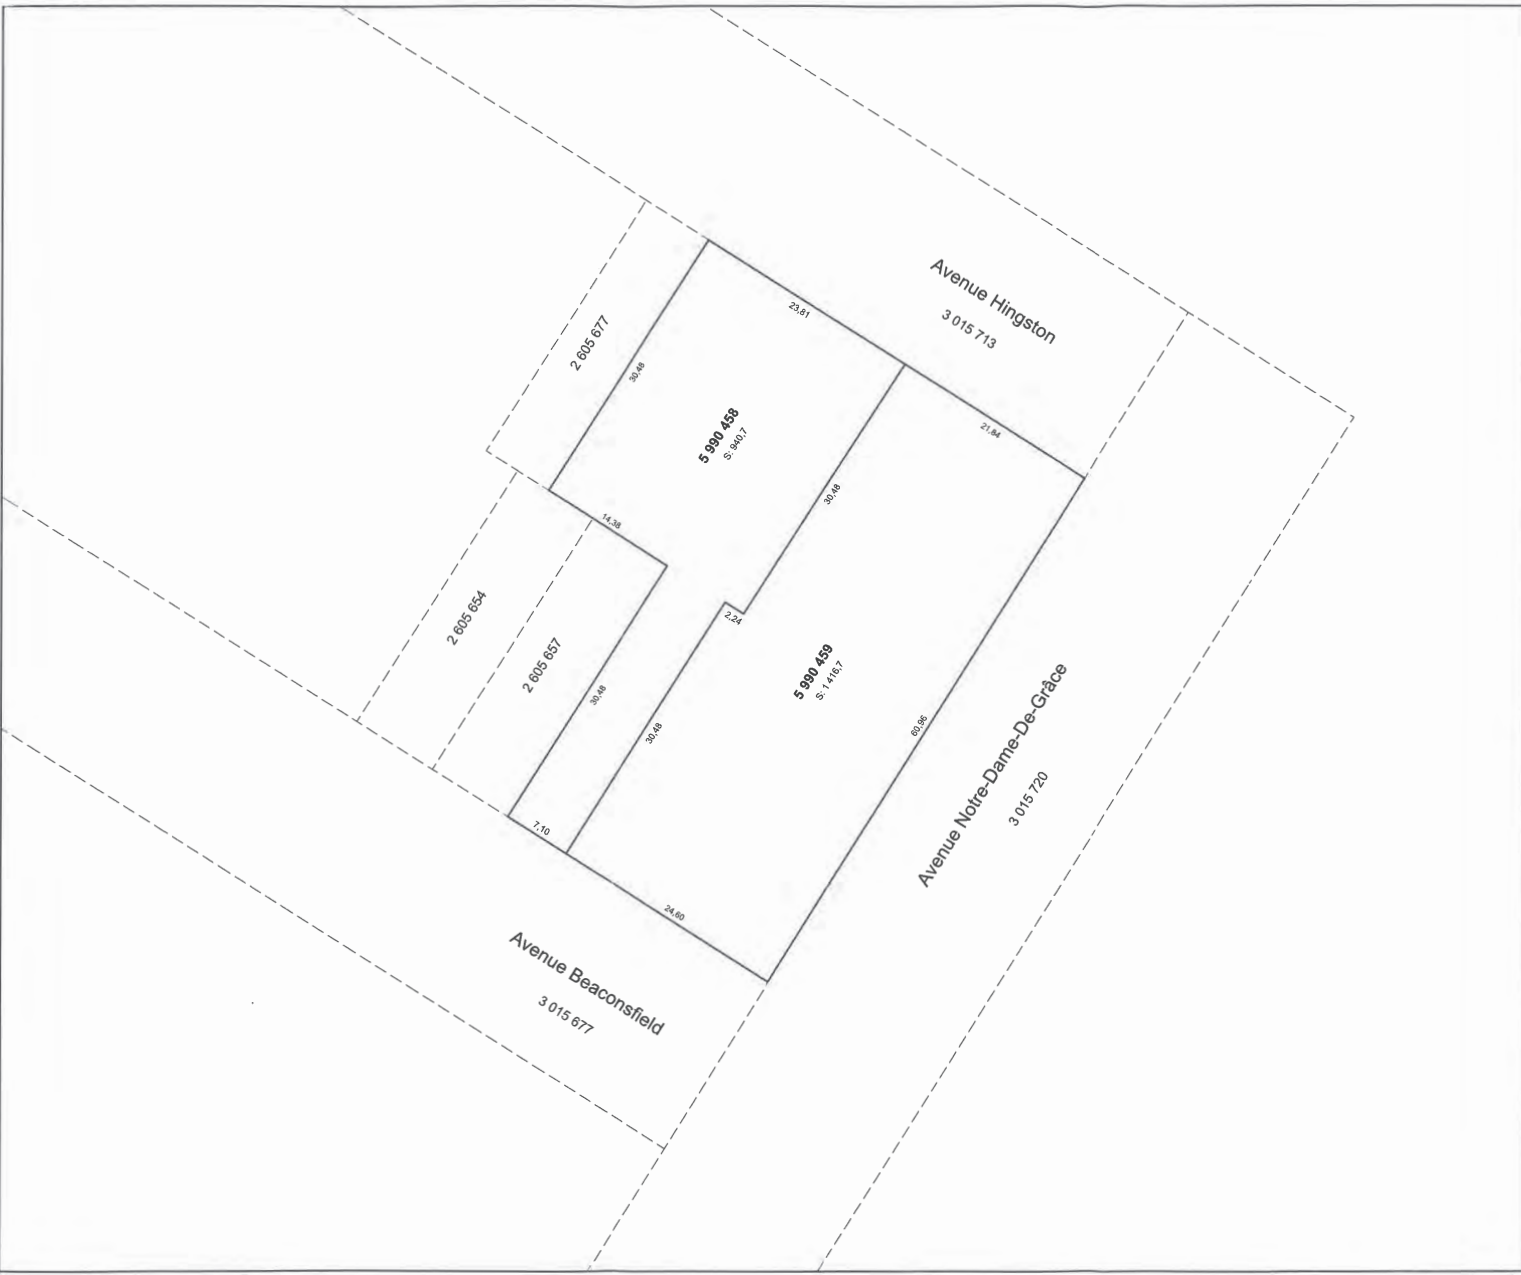 Avenue Hingston
3 015 713
23,81
2 605 677
30,48
5 990 458
S: 940,7
21,84
30,48
14,38
2 605 654
2 605 657
2,24
5 990 459
S: 1 416,7
30,48
30,48
60,96
Avenue Notre-Dame-De-Grâce
3 015 720
7,10
24,60
Avenue Beaconsfield
3 015 677